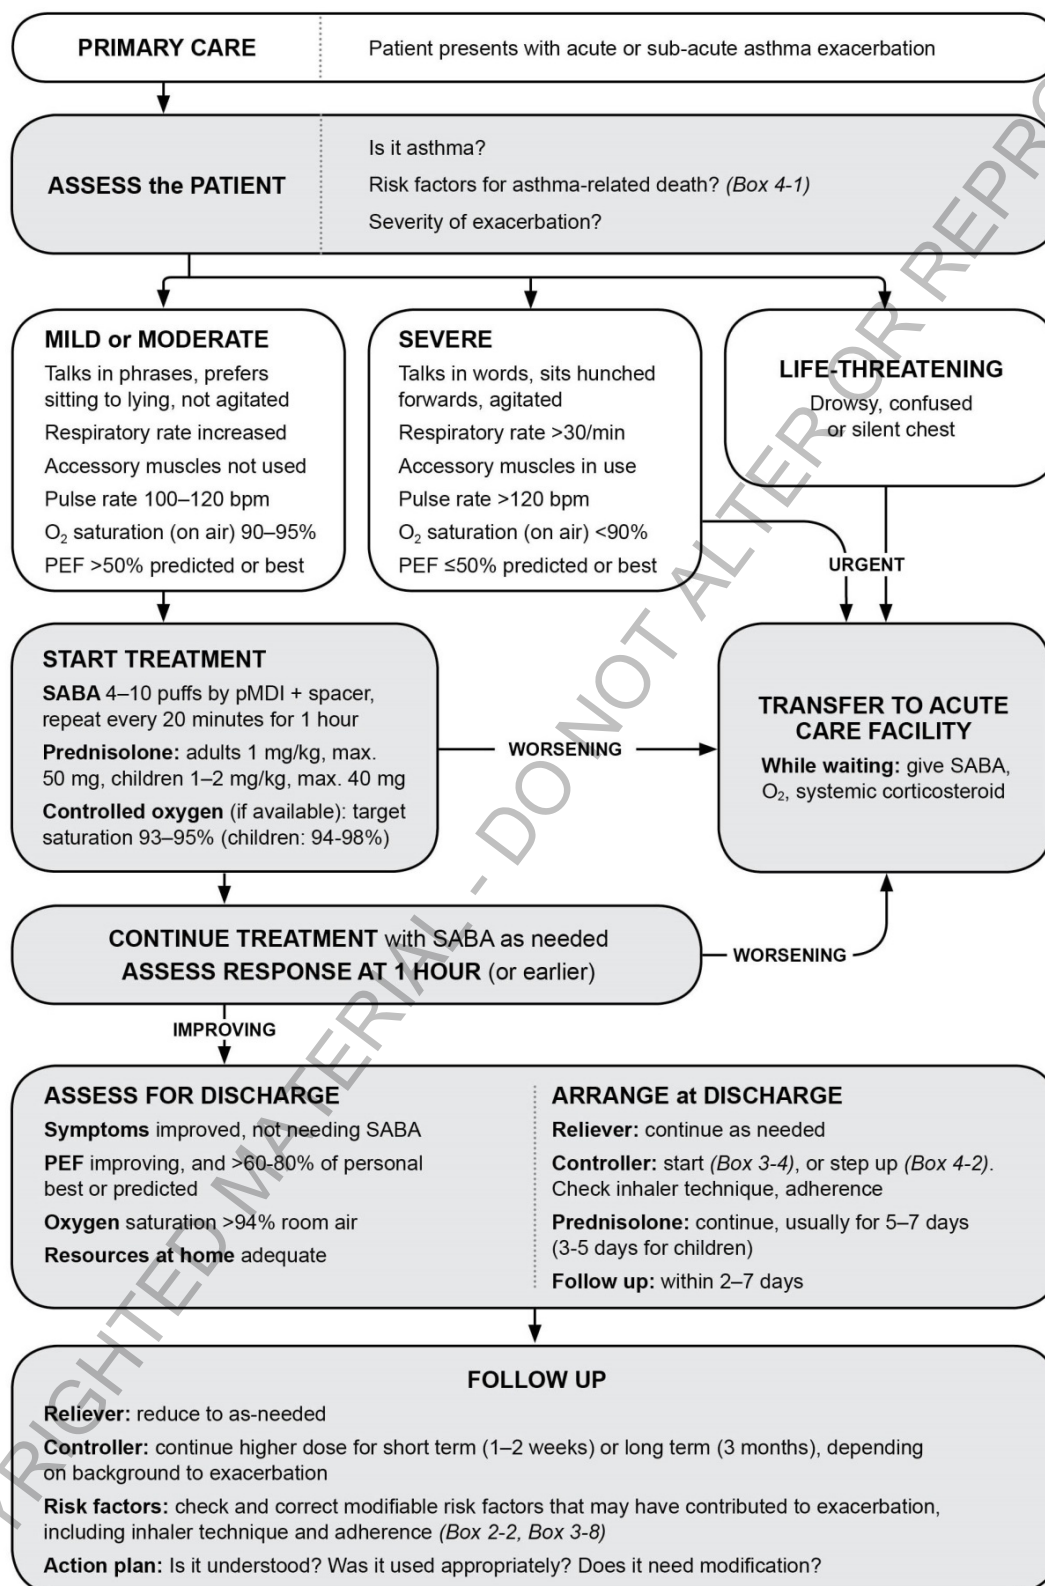 PRIMARY CARE
Patient presents with acute or sub-acute asthma exacerbation
ASSESS the PATIENT
Is it asthma?
Risk factors for asthma-related death? (Box 4-1)
Severity of exacerbation?
MILD or MODERATE
Talks in phrases, prefers
sitting to lying, not agitated
Respiratory rate increased
Accessory muscles not used
Pulse rate 100–120 bpm
O₂ saturation (on air) 90–95%
PEF >50% predicted or best
SEVERE
Talks in words, sits hunched
forwards, agitated
Respiratory rate >30/min
Accessory muscles in use
Pulse rate >120 bpm
O₂ saturation (on air) <90%
PEF ≤50% predicted or best
LIFE-THREATENING
Drowsy, confused
or silent chest
URGENT
START TREATMENT
SABA 4–10 puffs by pMDI + spacer,
repeat every 20 minutes for 1 hour
Prednisolone: adults 1 mg/kg, max.
50 mg, children 1–2 mg/kg, max. 40 mg
Controlled oxygen (if available): target
saturation 93–95% (children: 94-98%)
WORSENING
TRANSFER TO ACUTE
CARE FACILITY
While waiting: give SABA,
O₂, systemic corticosteroid
CONTINUE TREATMENT with SABA as needed
ASSESS RESPONSE AT 1 HOUR (or earlier)
WORSENING
IMPROVING
ASSESS FOR DISCHARGE
Symptoms improved, not needing SABA
PEF improving, and >60-80% of personal
best or predicted
Oxygen saturation >94% room air
Resources at home adequate
ARRANGE at DISCHARGE
Reliever: continue as needed
Controller: start (Box 3-4), or step up (Box 4-2).
Check inhaler technique, adherence
Prednisolone: continue, usually for 5–7 days
(3-5 days for children)
Follow up: within 2–7 days
FOLLOW UP
Reliever: reduce to as-needed
Controller: continue higher dose for short term (1–2 weeks) or long term (3 months), depending
on background to exacerbation
Risk factors: check and correct modifiable risk factors that may have contributed to exacerbation,
including inhaler technique and adherence (Box 2-2, Box 3-8)
Action plan: Is it understood? Was it used appropriately? Does it need modification?
YRIGHTED MATERIAL - DO NOT ALTER OR REPRO